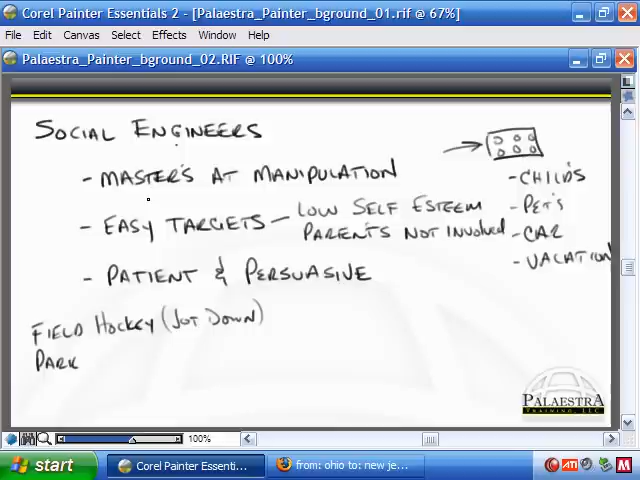 Corel Painter Essentials 2 - [Palaestra_Painter_bground_01.rif @ 67%]
File Edit Canvas Select Effects Window Help
Palaestra_Painter_bground_02.RIF @ 100%
SOCIAL ENGINEERS
- MASTER'S AT MANIPULATION
- EASY TARGETS - LOW SELF ESTEEM
PARENT'S NOT INVOLVED
- PATIENT & PERSUASIVE
- CHILD'S
- PET'S
- CAR
- VACATION
FIELD HOCKEY (JOT DOWN)
PARK
PALAESTRA
TRAINING, LLC
100%
start
Corel Painter Essenti...
from: ohio to: new je...
ATI
M